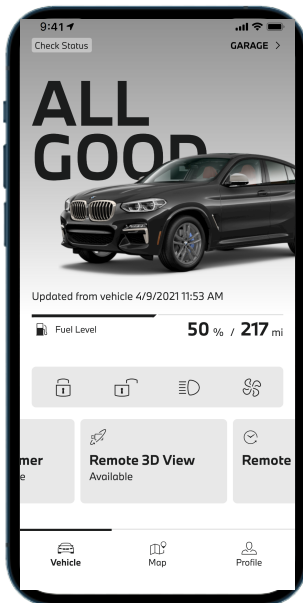 9:41
Check Status
GARAGE
ALL
GOOD
Updated from vehicle 4/9/2021 11:53 AM
Fuel Level
50 % / 217 mi
mer
Remote 3D View
Remote
e
Available
Vehicle
Map
Profile